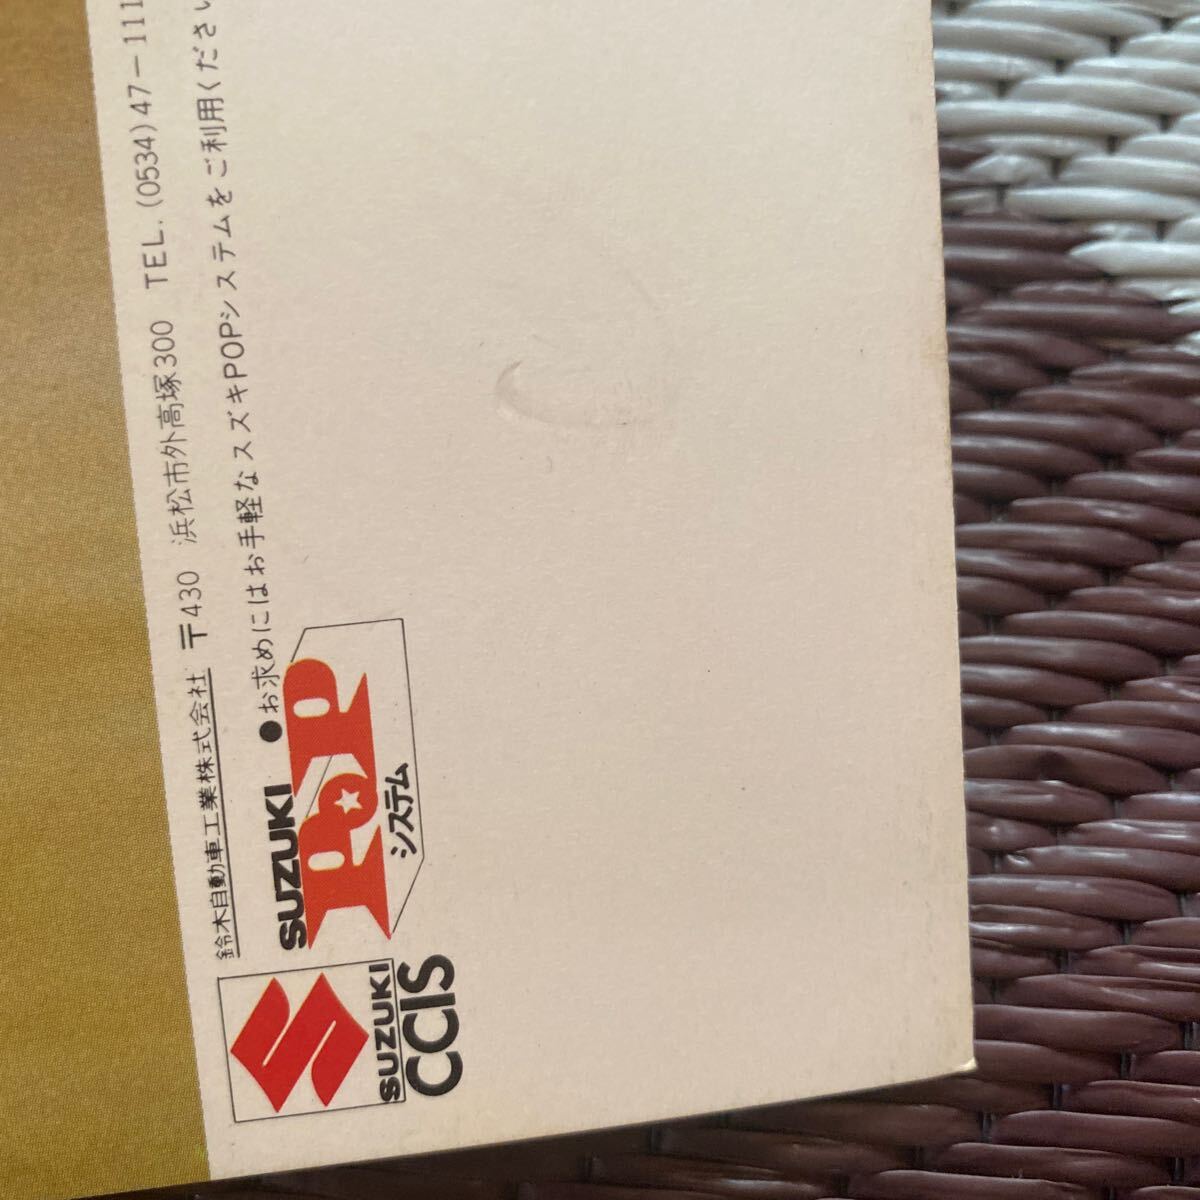 鈴木自動車工業株式会社 〒430 浜松市外高塚300 TEL.(0534)47-111
●お求めにはお手軽なスズキPOPシステムをご利用ください
SUZUKI
POP
システム
SUZUKI
CCIS